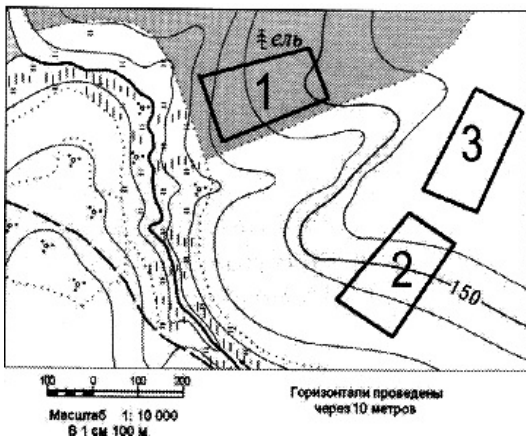 ель
1
3
2
150
100 0 100 200
Масштаб 1: 10 000
В 1 см 100 м
Горизонтали проведены
через 10 метров